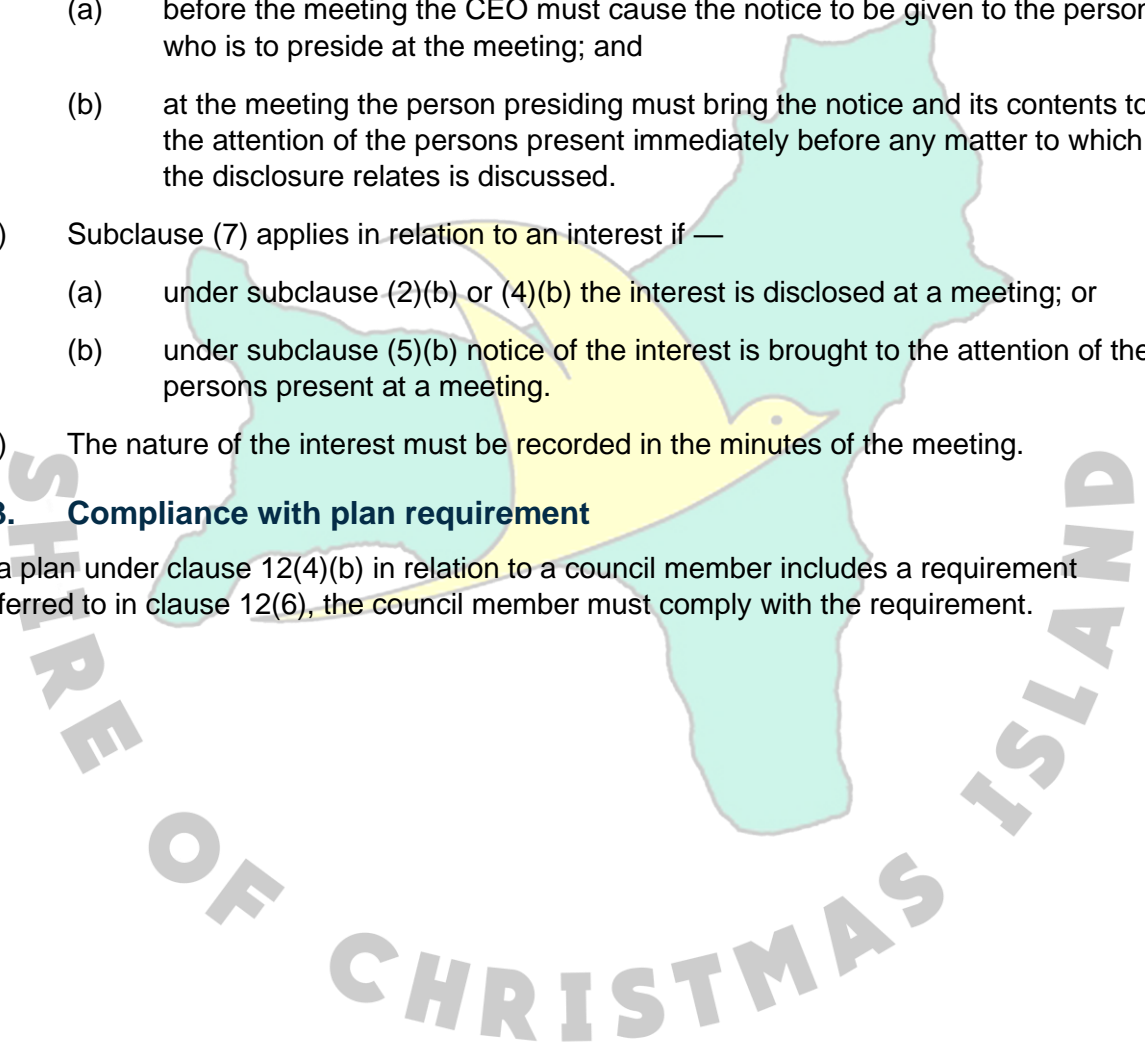 (a) before the meeting the CEO must cause the notice to be given to the person
who is to preside at the meeting; and
(b) at the meeting the person presiding must bring the notice and its contents to
the attention of the persons present immediately before any matter to which
the disclosure relates is discussed.
) Subclause (7) applies in relation to an interest if —
(a) under subclause (2)(b) or (4)(b) the interest is disclosed at a meeting; or
(b) under subclause (5)(b) notice of the interest is brought to the attention of the
persons present at a meeting.
) The nature of the interest must be recorded in the minutes of the meeting.
3. Compliance with plan requirement
a plan under clause 12(4)(b) in relation to a council member includes a requirement
ferred to in clause 12(6), the council member must comply with the requirement.
SHIRE OF CHRISTMAS ISLAND